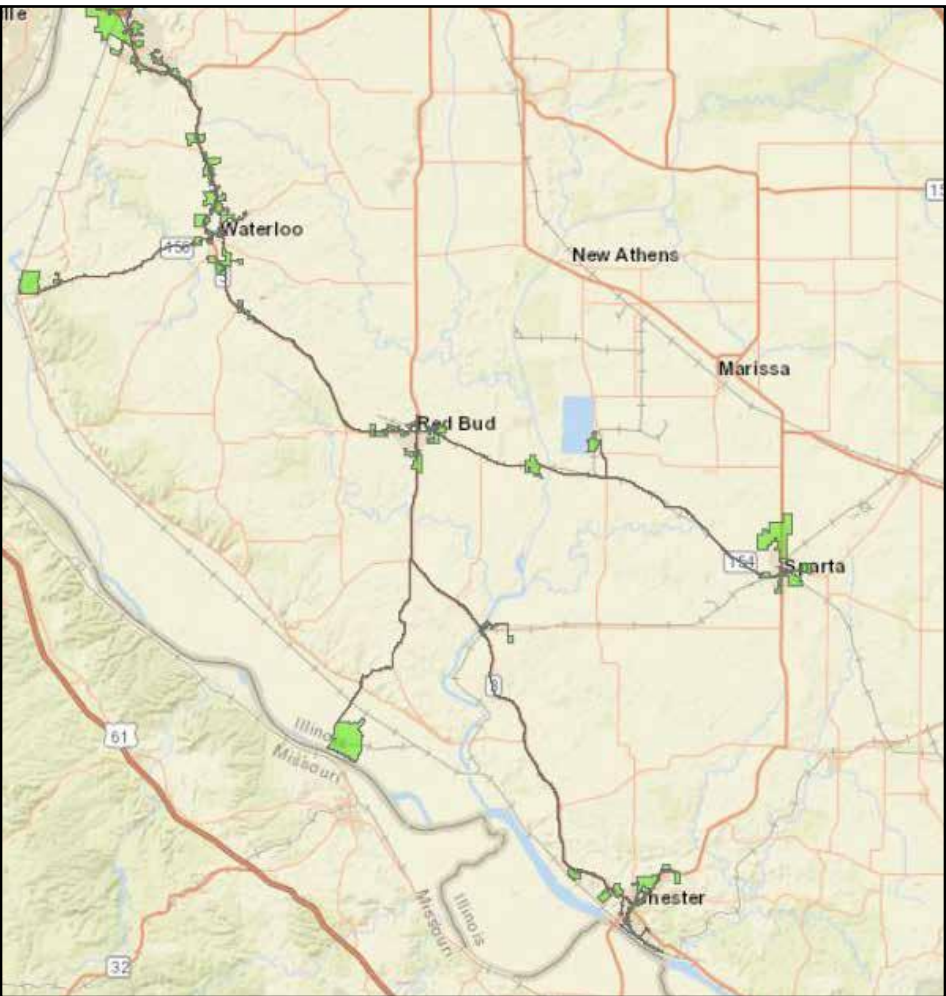 lle
15
Waterloo
156
New Athens
3
Marissa
Red Bud
154
Sparta
3
61
Illinois
Missouri
Chester
Missouri
Illinois
32